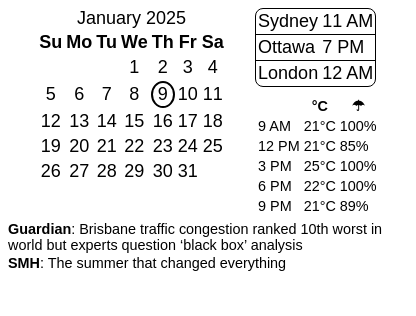 January 2025
Su Mo Tu We Th Fr Sa
1 2 3 4
5 6 7 8 9 10 11
12 13 14 15 16 17 18
19 20 21 22 23 24 25
26 27 28 29 30 31
Sydney 11 AM
Ottawa 7 PM
London 12 AM
°C ☂
9 AM 21°C 100%
12 PM 21°C 85%
3 PM 25°C 100%
6 PM 22°C 100%
9 PM 21°C 89%
Guardian: Brisbane traffic congestion ranked 10th worst in
world but experts question ‘black box’ analysis
SMH: The summer that changed everything